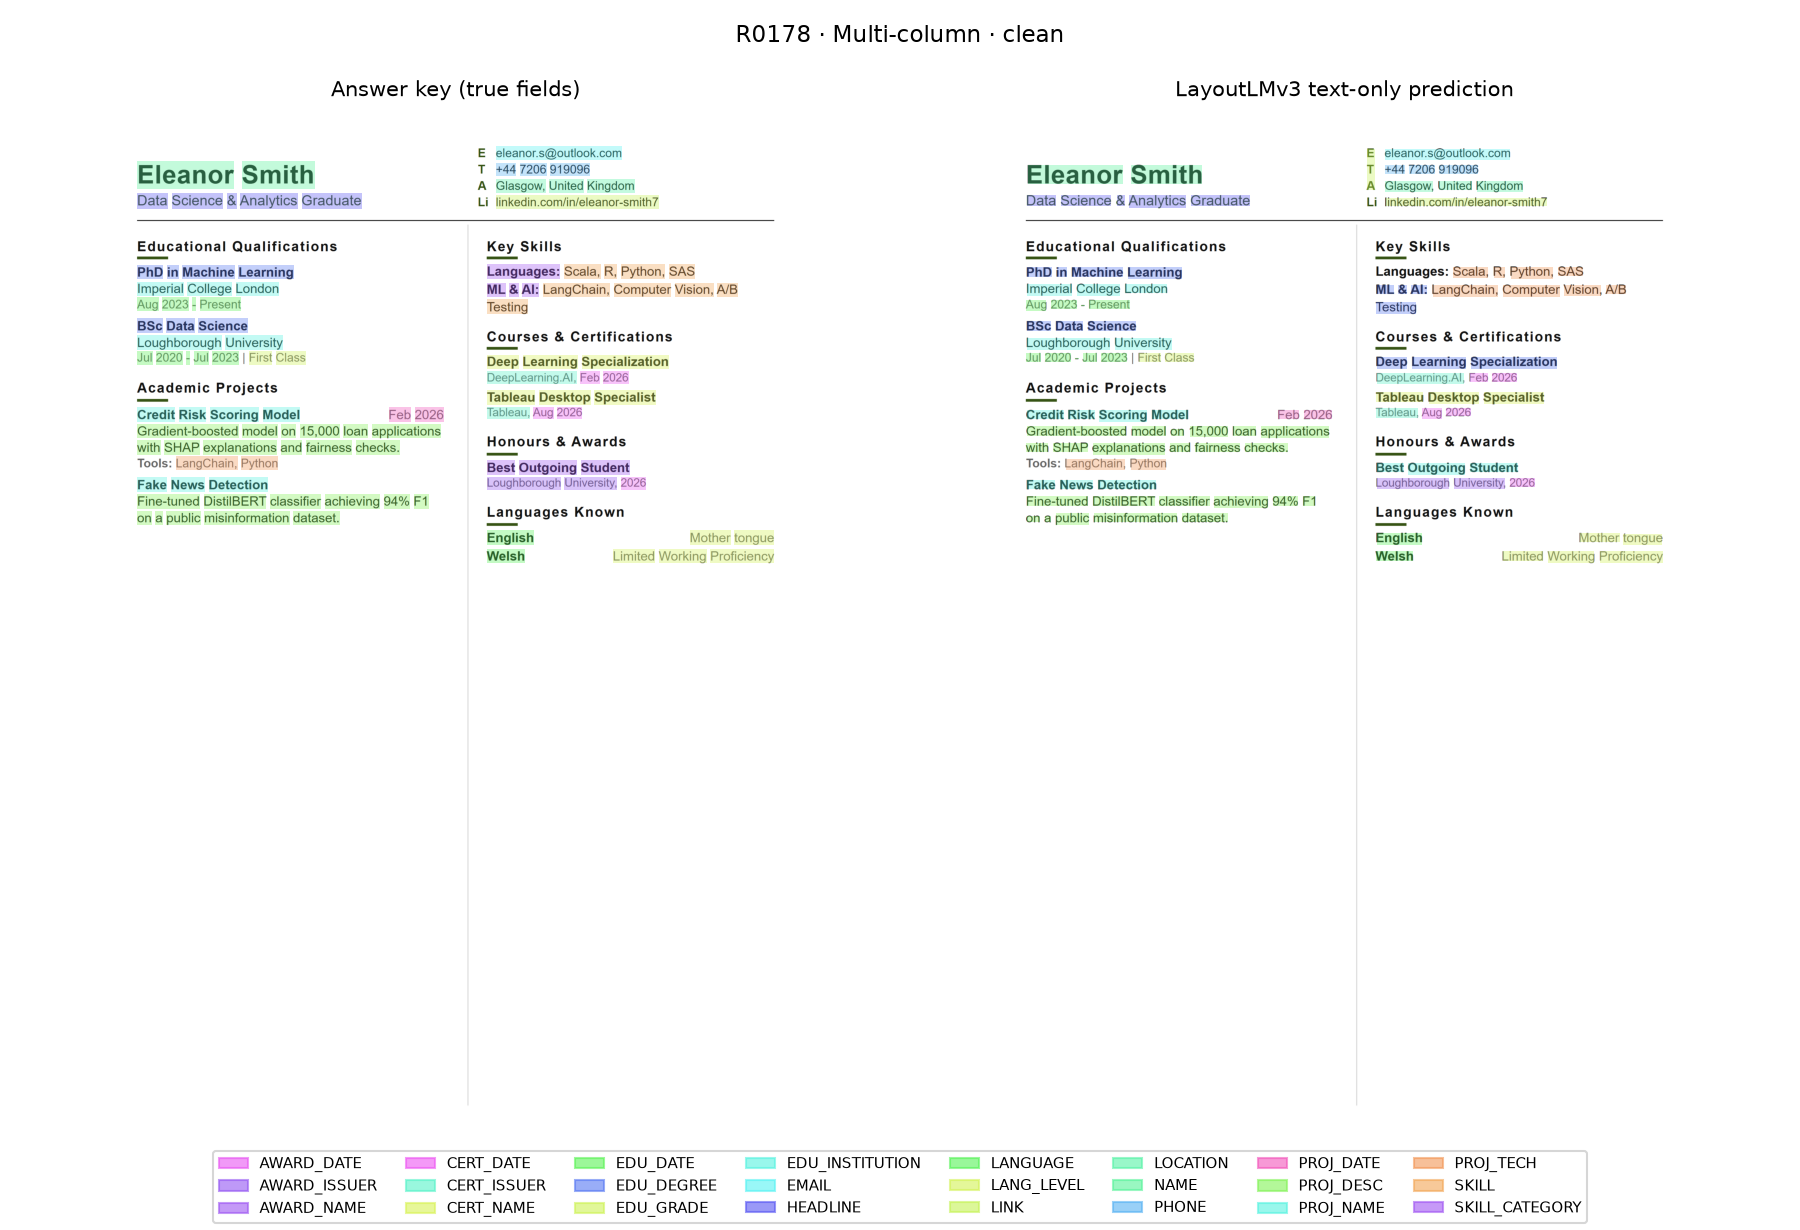 R0178 · Multi-column · clean
Answer key (true fields)
Eleanor Smith
Data Science & Analytics Graduate
E eleanor.s@outlook.com
T +44 7206 919096
A Glasgow, United Kingdom
Li linkedin.com/in/eleanor-smith7
Educational Qualifications
PhD in Machine Learning
Imperial College London
Aug 2023 - Present
BSc Data Science
Loughborough University
Jul 2020 - Jul 2023 | First Class
Academic Projects
Credit Risk Scoring Model Feb 2026
Gradient-boosted model on 15,000 loan applications
with SHAP explanations and fairness checks.
Tools: LangChain, Python
Fake News Detection
Fine-tuned DistilBERT classifier achieving 94% F1
on a public misinformation dataset.
Key Skills
Languages: Scala, R, Python, SAS
ML & AI: LangChain, Computer Vision, A/B
Testing
Courses & Certifications
Deep Learning Specialization
DeepLearning.AI, Feb 2026
Tableau Desktop Specialist
Tableau, Aug 2026
Honours & Awards
Best Outgoing Student
Loughborough University, 2026
Languages Known
English Mother tongue
Welsh Limited Working Proficiency
LayoutLMv3 text-only prediction
Eleanor Smith
Data Science & Analytics Graduate
E eleanor.s@outlook.com
T +44 7206 919096
A Glasgow, United Kingdom
Li linkedin.com/in/eleanor-smith7
Educational Qualifications
PhD in Machine Learning
Imperial College London
Aug 2023 - Present
BSc Data Science
Loughborough University
Jul 2020 - Jul 2023 | First Class
Academic Projects
Credit Risk Scoring Model Feb 2026
Gradient-boosted model on 15,000 loan applications
with SHAP explanations and fairness checks.
Tools: LangChain, Python
Fake News Detection
Fine-tuned DistilBERT classifier achieving 94% F1
on a public misinformation dataset.
Key Skills
Languages: Scala, R, Python, SAS
ML & AI: LangChain, Computer Vision, A/B
Testing
Courses & Certifications
Deep Learning Specialization
DeepLearning.AI, Feb 2026
Tableau Desktop Specialist
Tableau, Aug 2026
Honours & Awards
Best Outgoing Student
Loughborough University, 2026
Languages Known
English Mother tongue
Welsh Limited Working Proficiency
AWARD_DATE CERT_DATE EDU_DATE EDU_INSTITUTION LANGUAGE LOCATION PROJ_DATE PROJ_TECH
AWARD_ISSUER CERT_ISSUER EDU_DEGREE EMAIL LANG_LEVEL NAME PROJ_DESC SKILL
AWARD_NAME CERT_NAME EDU_GRADE HEADLINE LINK PHONE PROJ_NAME SKILL_CATEGORY